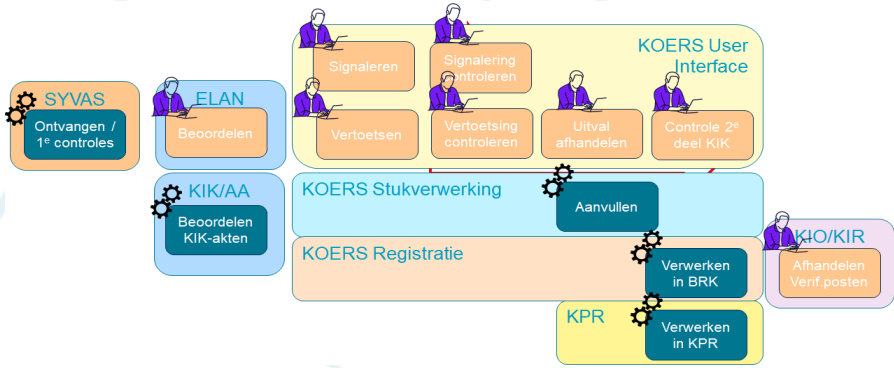 KOERS User
Interface
Signaleren
Signalering
controleren
SYVAS
ELAN
Ontvangen /
1e controles
Beoordelen
Vertoetsen
Vertoetsing
controleren
Uitval
afhandelen
Controle 2e
deel KIK
KIK/AA
KOERS Stukverwerking
Beoordelen
KIK-akten
Aanvullen
KOERS Registratie
KIO/KIR
Verwerken
in BRK
Afhandelen
Verif.posten
KPR
Verwerken
in KPR